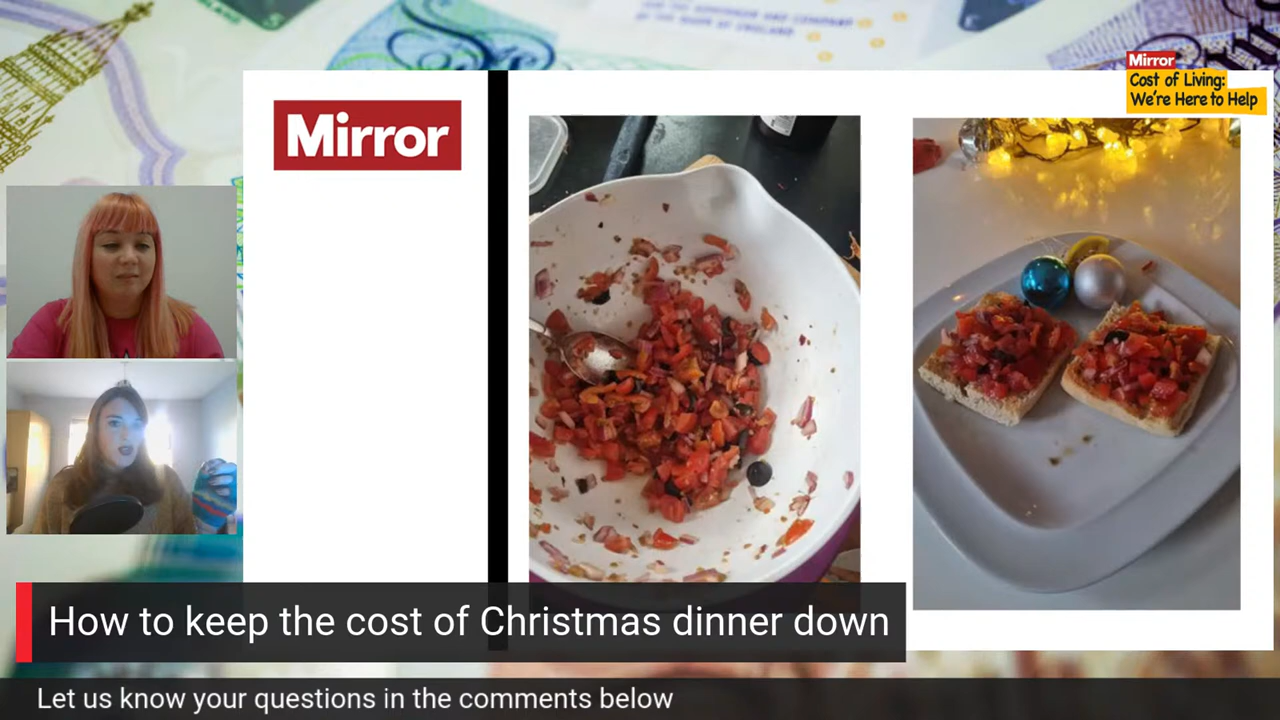 Mirror
Cost of Living:
We're Here to Help
Mirror
How to keep the cost of Christmas dinner down
Let us know your questions in the comments below